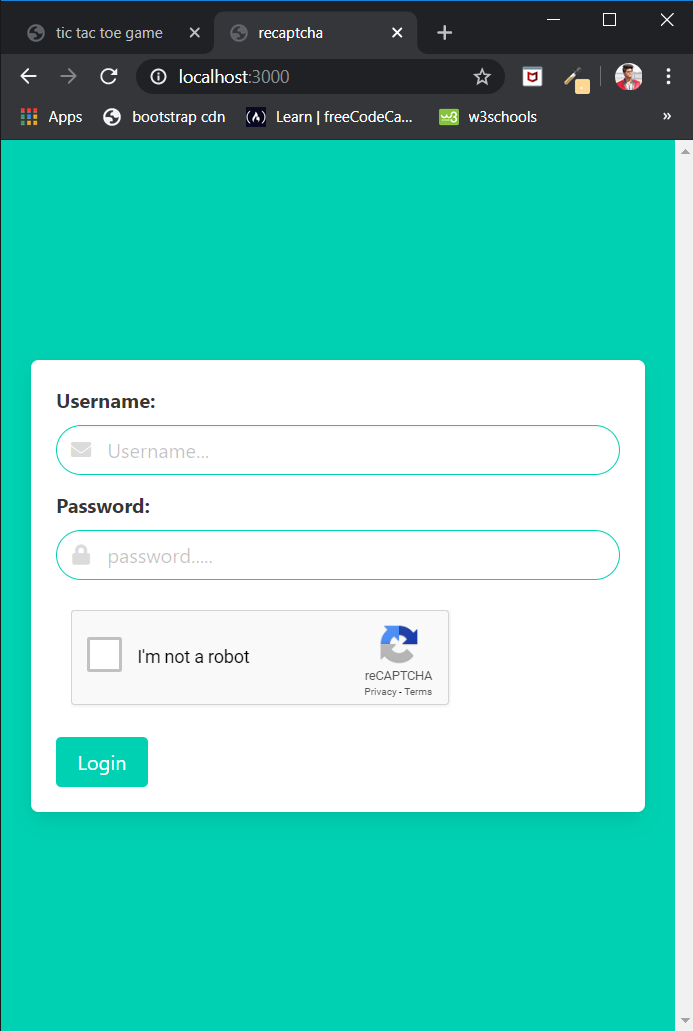 tic tac toe game
recaptcha
localhost:3000
Apps
bootstrap cdn
Learn | freeCodeCa...
w3schools
»
Username:
Username...
Password:
password.....
I'm not a robot
reCAPTCHA
Privacy - Terms
Login